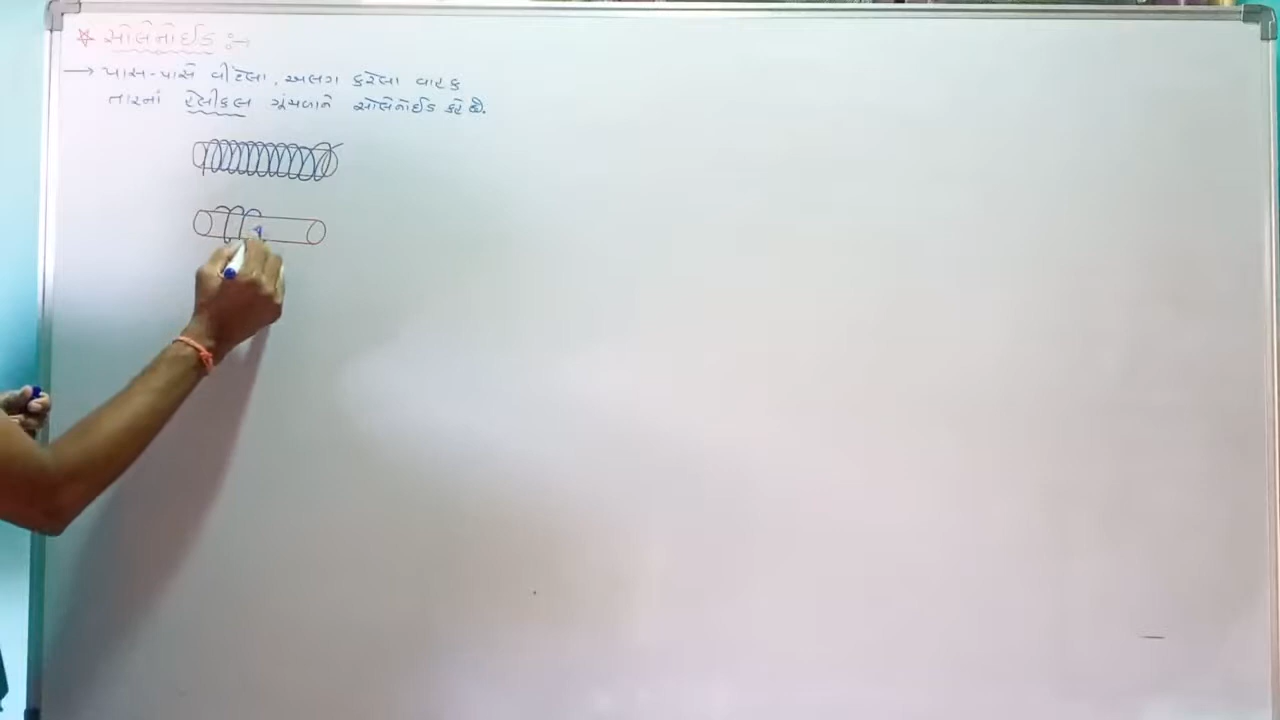 ☆ સોલેનોઈડ :-
→ પાસ-પાસે વીંટેલા, અલગ કરેલા વાહક
તારનાં હેલીકલ ગૂંચળાને સોલેનોઈડ કહે છે.